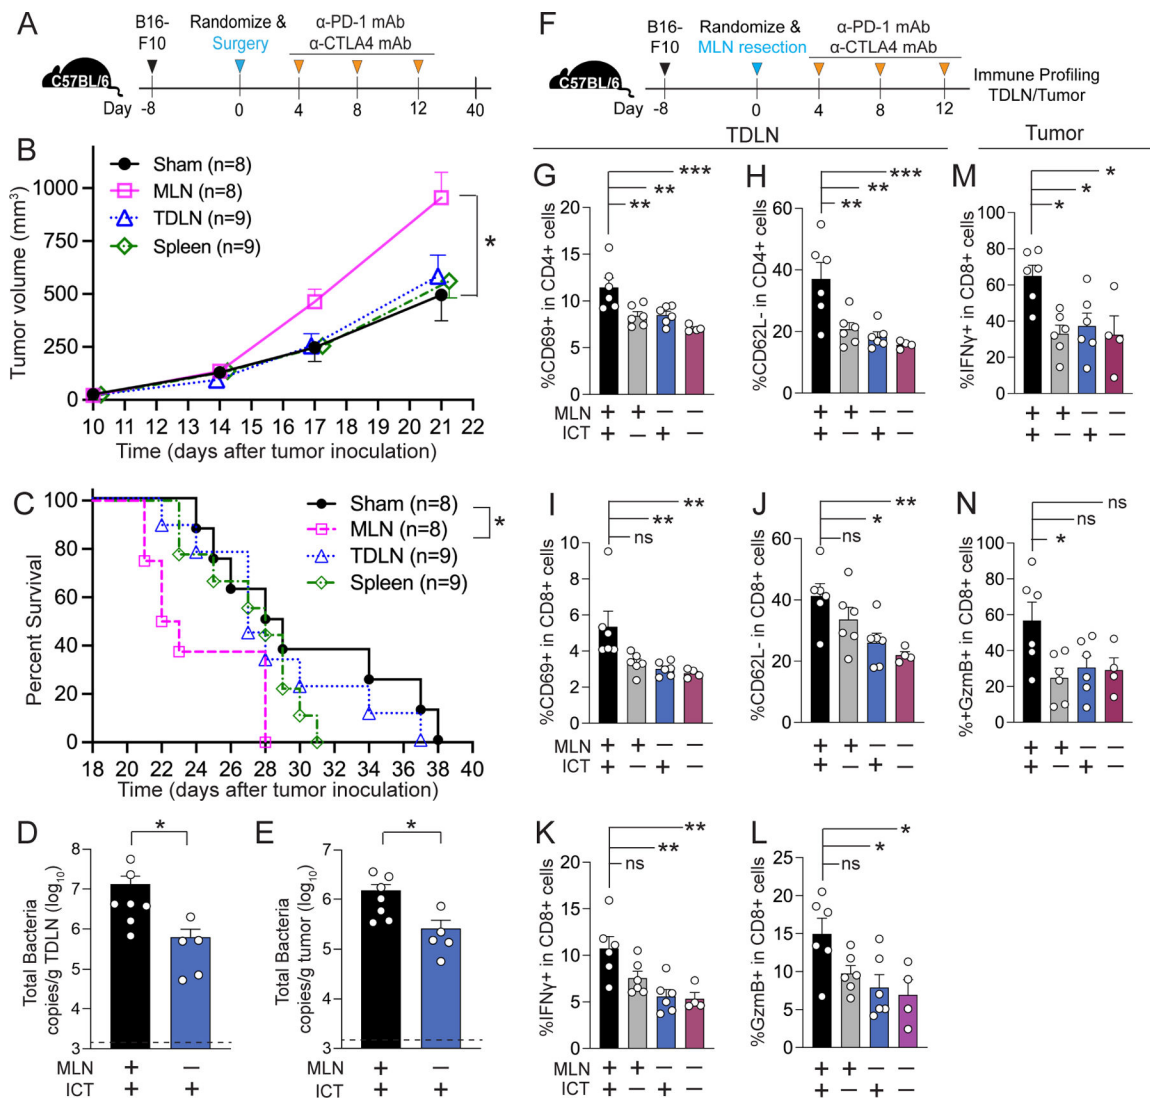 A
B16-
F10
Randomize &
Surgery
α-PD-1 mAb
α-CTLA4 mAb
C57BL/6
Day -8 0 4 8 12 40
F
B16-
F10
Randomize &
MLN resection
α-PD-1 mAb
α-CTLA4 mAb
C57BL/6
Day -8 0 4 8 12
Immune Profiling
TDLN/Tumor
TDLN
Tumor
B
Tumor volume (mm³)
1000
750
500
250
0
Sham (n=8)
MLN (n=8)
TDLN (n=9)
Spleen (n=9)
*
10 11 12 13 14 15 16 17 18 19 20 21 22
Time (days after tumor inoculation)
C
Percent Survival
100
80
60
40
20
0
Sham (n=8)
MLN (n=8)
TDLN (n=9)
Spleen (n=9)
*
18 20 22 24 26 28 30 32 34 36 38 40
Time (days after tumor inoculation)
D
Total Bacteria
copies/g TDLN (log₁₀)
8
7
6
5
4
3
*
MLN + −
ICT + +
E
Total Bacteria
copies/g tumor (log₁₀)
7
6
5
4
3
*
MLN + −
ICT + +
G
%CD69+ in CD4+ cells
20
15
10
5
0
***
**
**
MLN + + − −
ICT + − + −
H
%CD62L- in CD4+ cells
60
40
20
0
***
**
**
+ + − −
+ − + −
M
%IFNγ+ in CD8+ cells
100
80
60
40
20
0
*
*
*
+ + − −
+ − + −
I
%CD69+ in CD8+ cells
10
8
6
4
2
0
**
**
ns
MLN + + − −
ICT + − + −
J
%CD62L- in CD8+ cells
60
40
20
0
**
*
ns
+ + − −
+ − + −
N
%+GzmB+ in CD8+ cells
100
80
60
40
20
0
ns
ns
*
+ + − −
+ − + −
K
%IFNγ+ in CD8+ cells
20
15
10
5
0
**
**
ns
MLN + + − −
ICT + − + −
L
%GzmB+ in CD8+ cells
25
20
15
10
5
0
*
*
ns
+ + − −
+ − + −